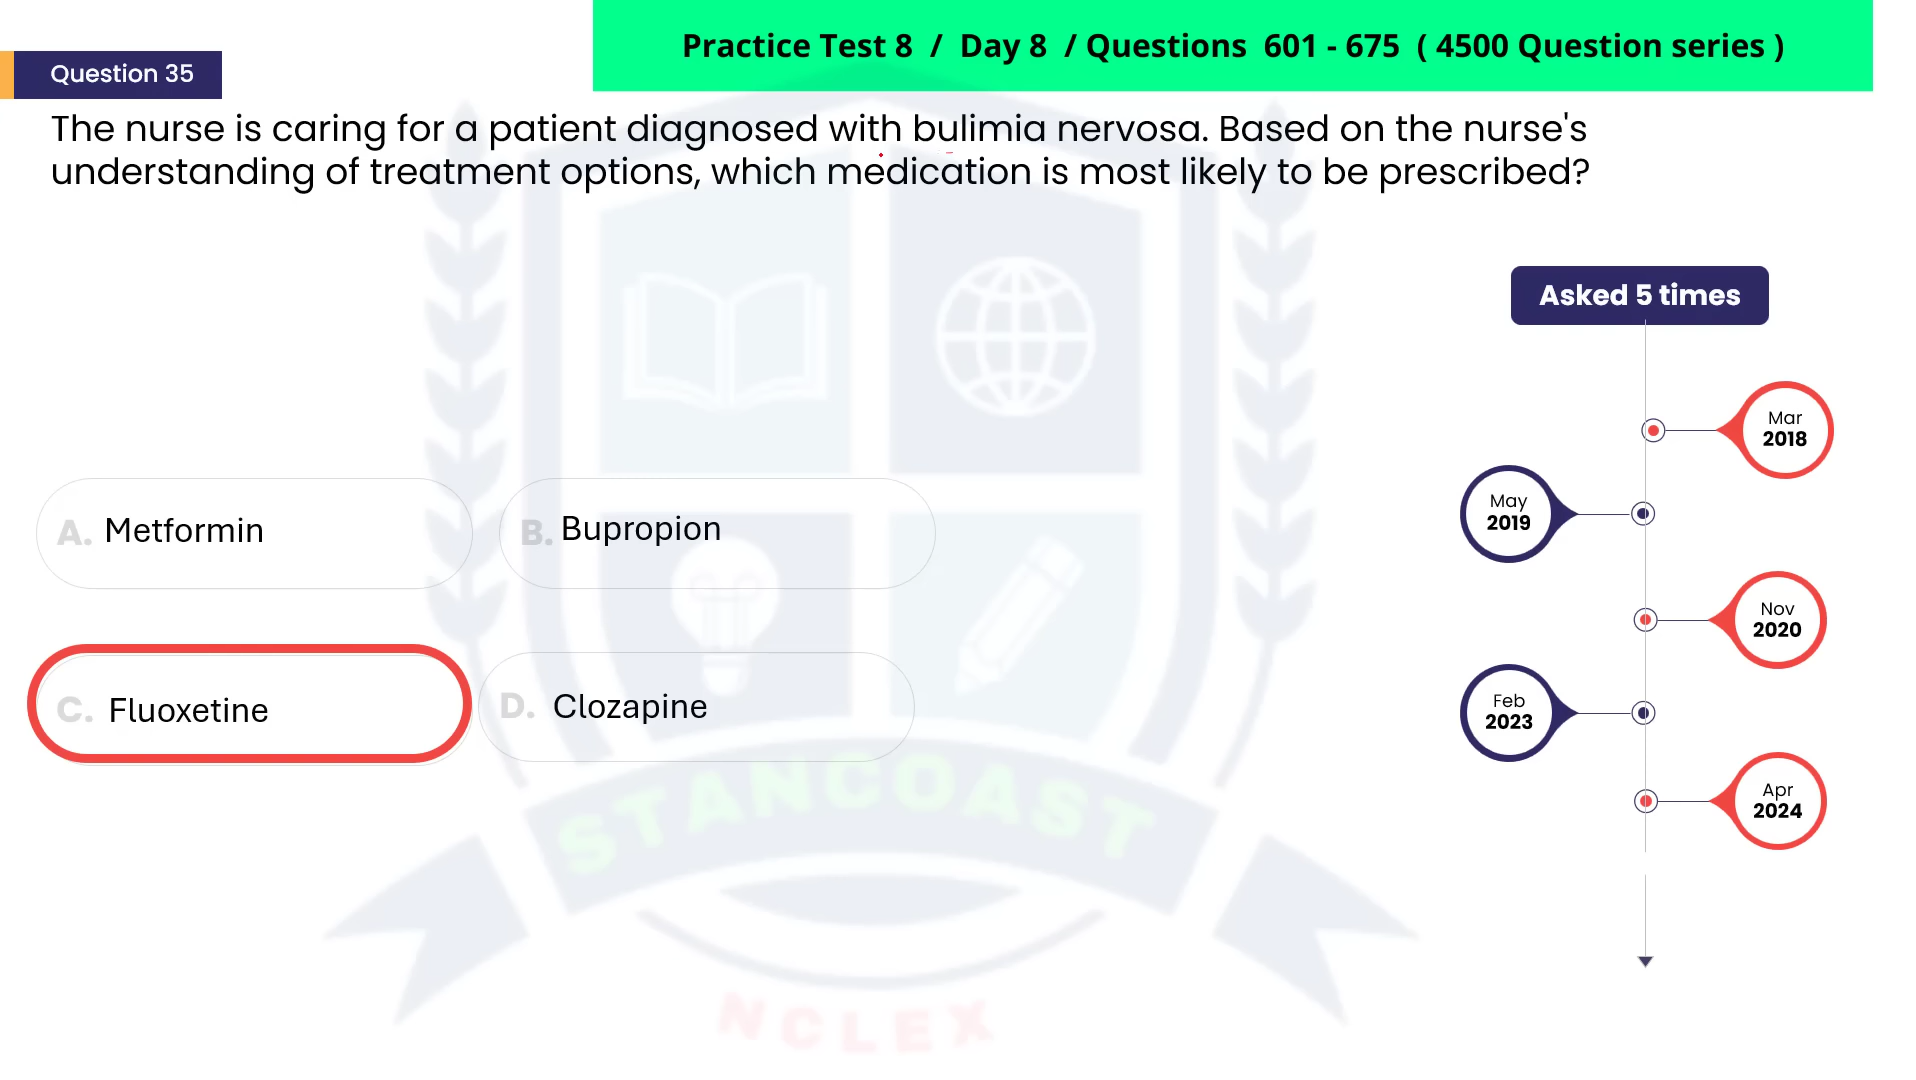 Practice Test 8 / Day 8 / Questions 601 - 675 ( 4500 Question series )
Question 35
The nurse is caring for a patient diagnosed with bulimia nervosa. Based on the nurse's
understanding of treatment options, which medication is most likely to be prescribed?
Asked 5 times
Mar
2018
May
2019
A. Metformin
B. Bupropion
Nov
2020
C. Fluoxetine
D. Clozapine
Feb
2023
Apr
2024
STANCOAST
NCLEX